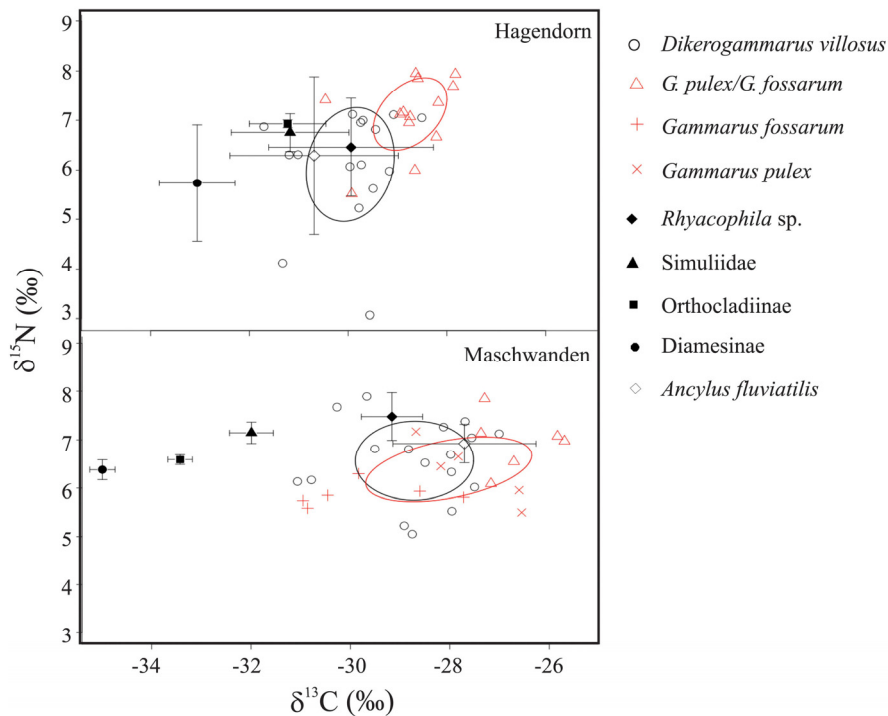 Hagendorn
9
8
7
6
5
4
3
Maschwanden
9
8
7
6
5
4
3
δ15N (‰)
-34 -32 -30 -28 -26
δ13C (‰)
Dikerogammarus villosus
G. pulex/G. fossarum
Gammarus fossarum
Gammarus pulex
Rhyacophila sp.
Simuliidae
Orthocladiinae
Diamesinae
Ancylus fluviatilis